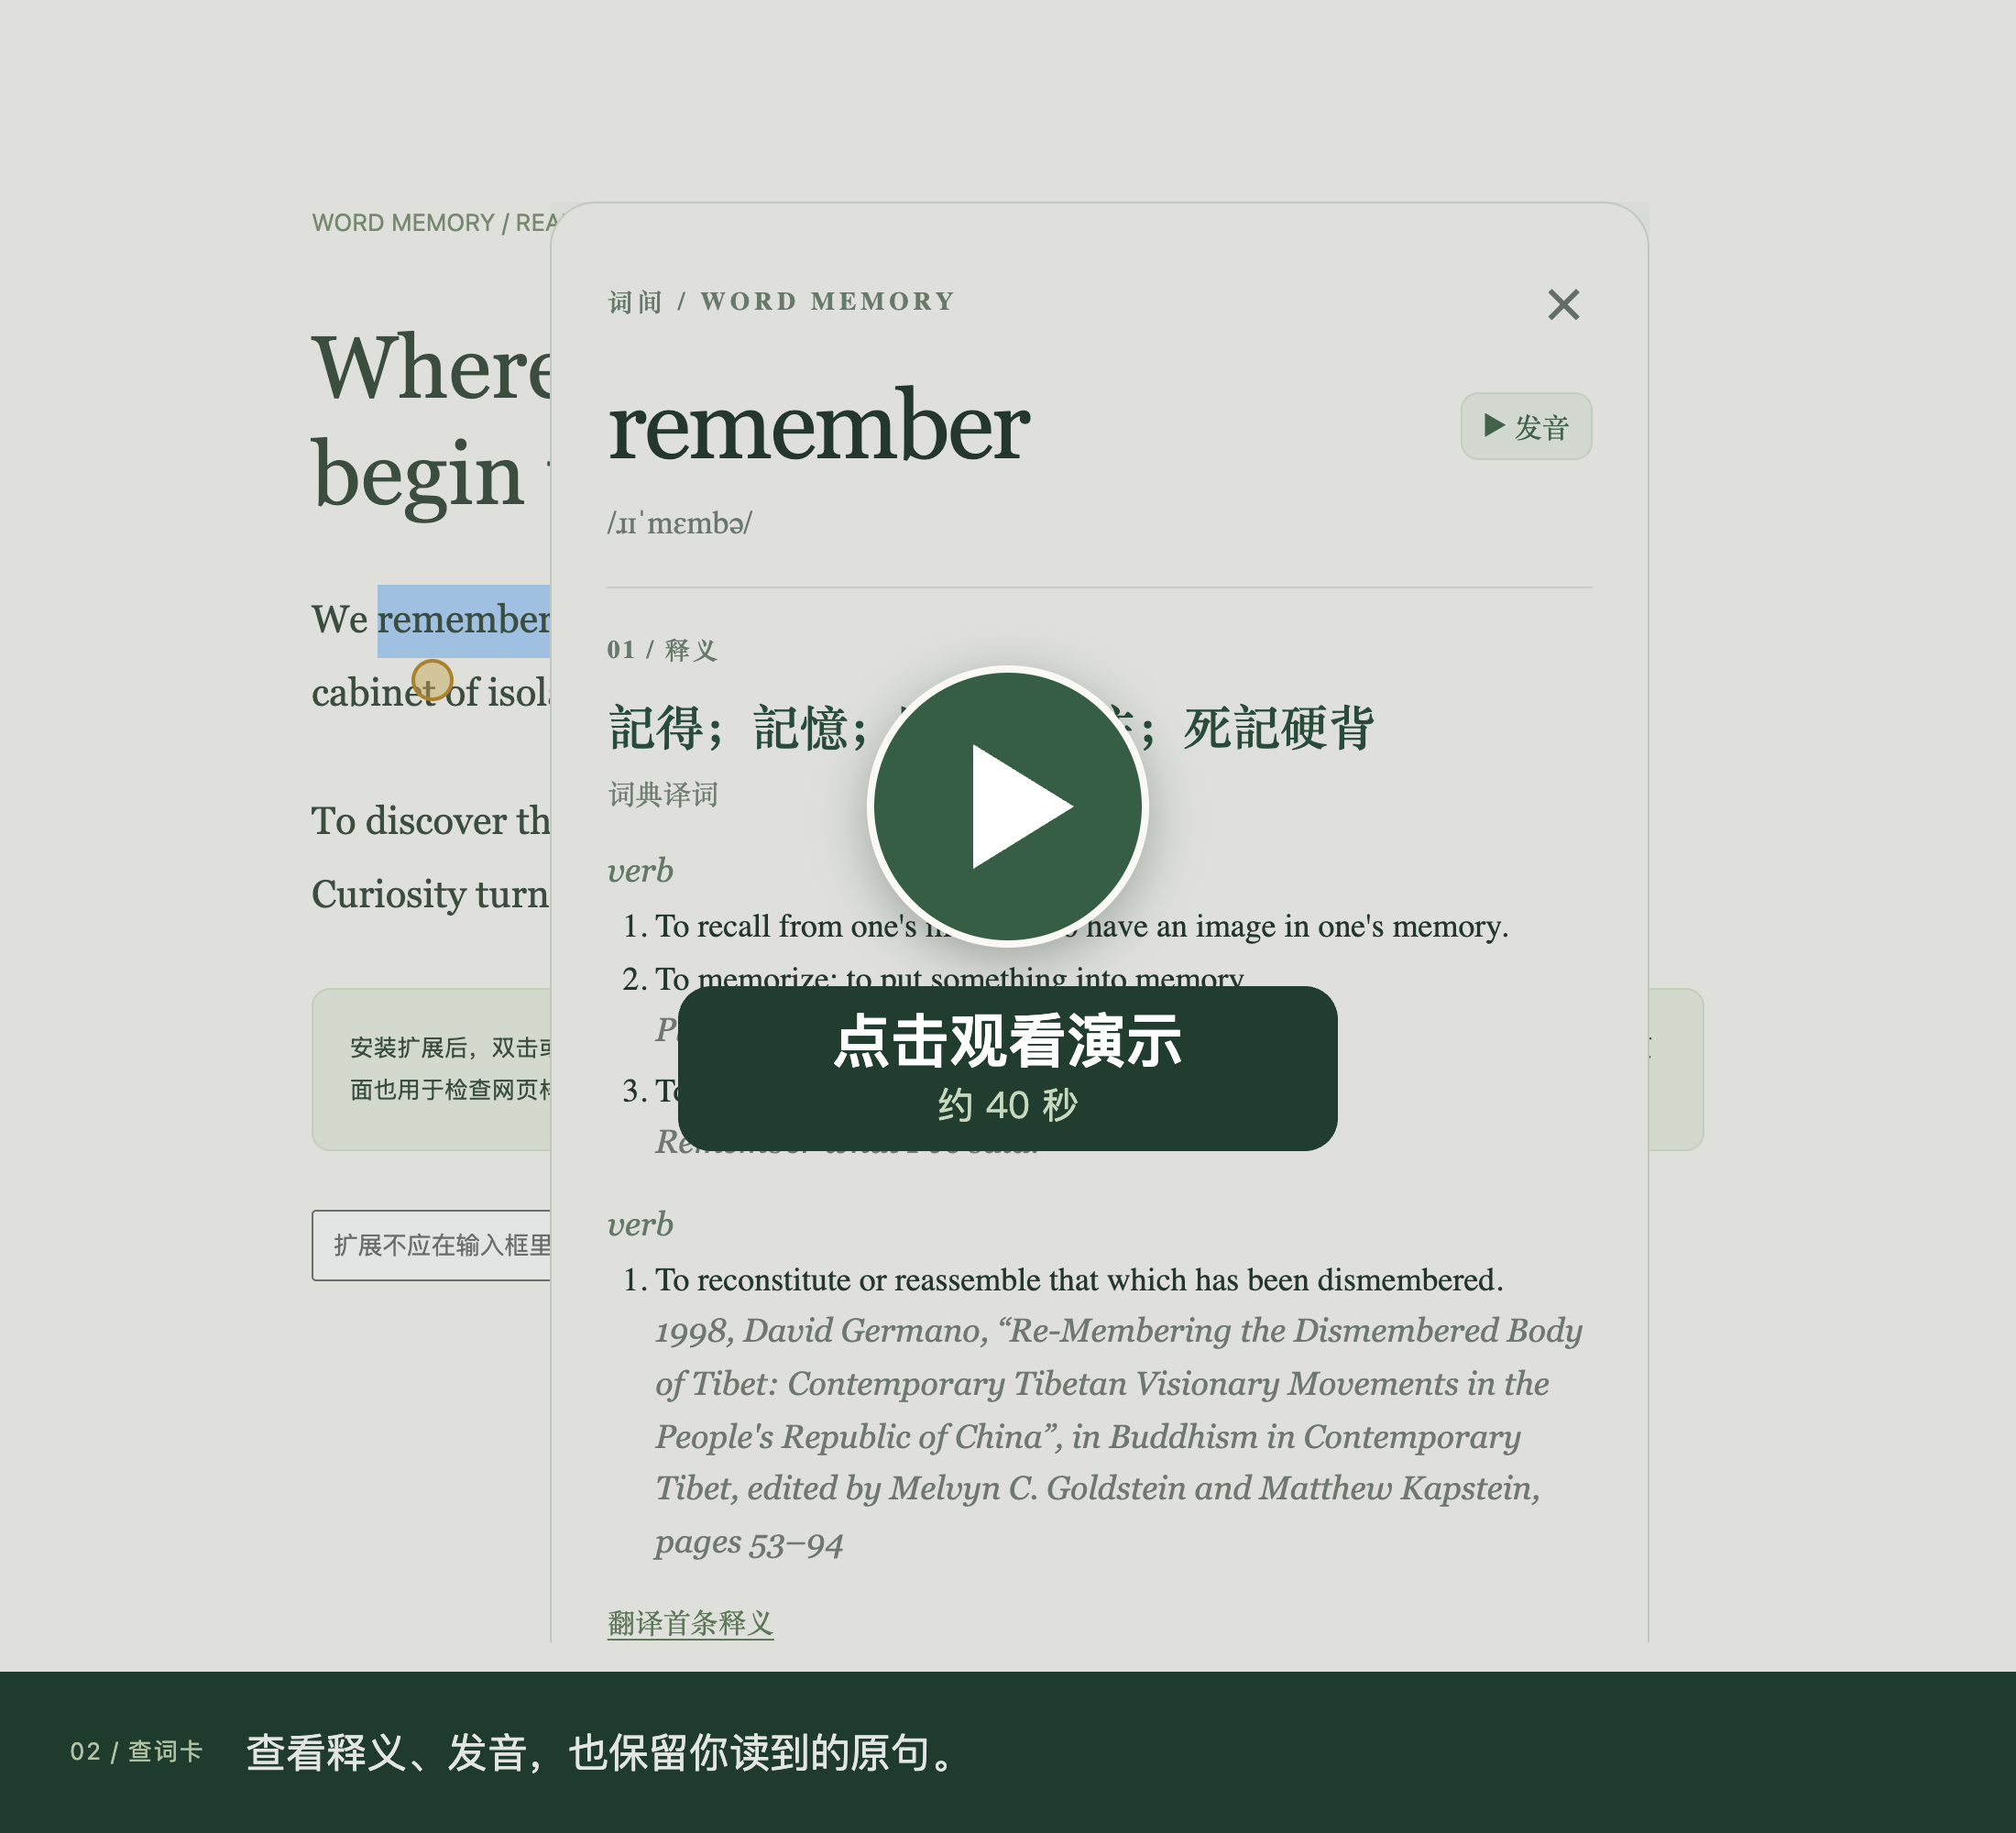 WORD MEMORY / REA
Where
begin
We remember
cabinet of isol
To discover th
Curiosity turn
安装扩展后，双击
面也用于检查网页
扩展不应在输入框里
词间 / WORD MEMORY
remember
发音
/ɹɪˈmɛmbə/
01 / 释义
記得；記憶；；死記硬背
词典译词
verb
1. To recall from one's have an image in one's memory.
2. To memorize; to put something into memory
3. To
点击观看演示
约 40 秒
verb
1. To reconstitute or reassemble that which has been dismembered.
1998, David Germano, “Re-Membering the Dismembered Body
of Tibet: Contemporary Tibetan Visionary Movements in the
People's Republic of China”, in Buddhism in Contemporary
Tibet, edited by Melvyn C. Goldstein and Matthew Kapstein,
pages 53–94
翻译首条释义
02 / 查词卡 查看释义、发音，也保留你读到的原句。